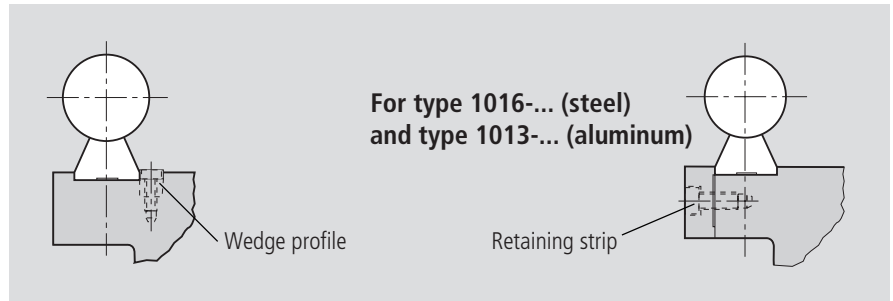 For type 1016-... (steel)
and type 1013-... (aluminum)
Wedge profile
Retaining strip